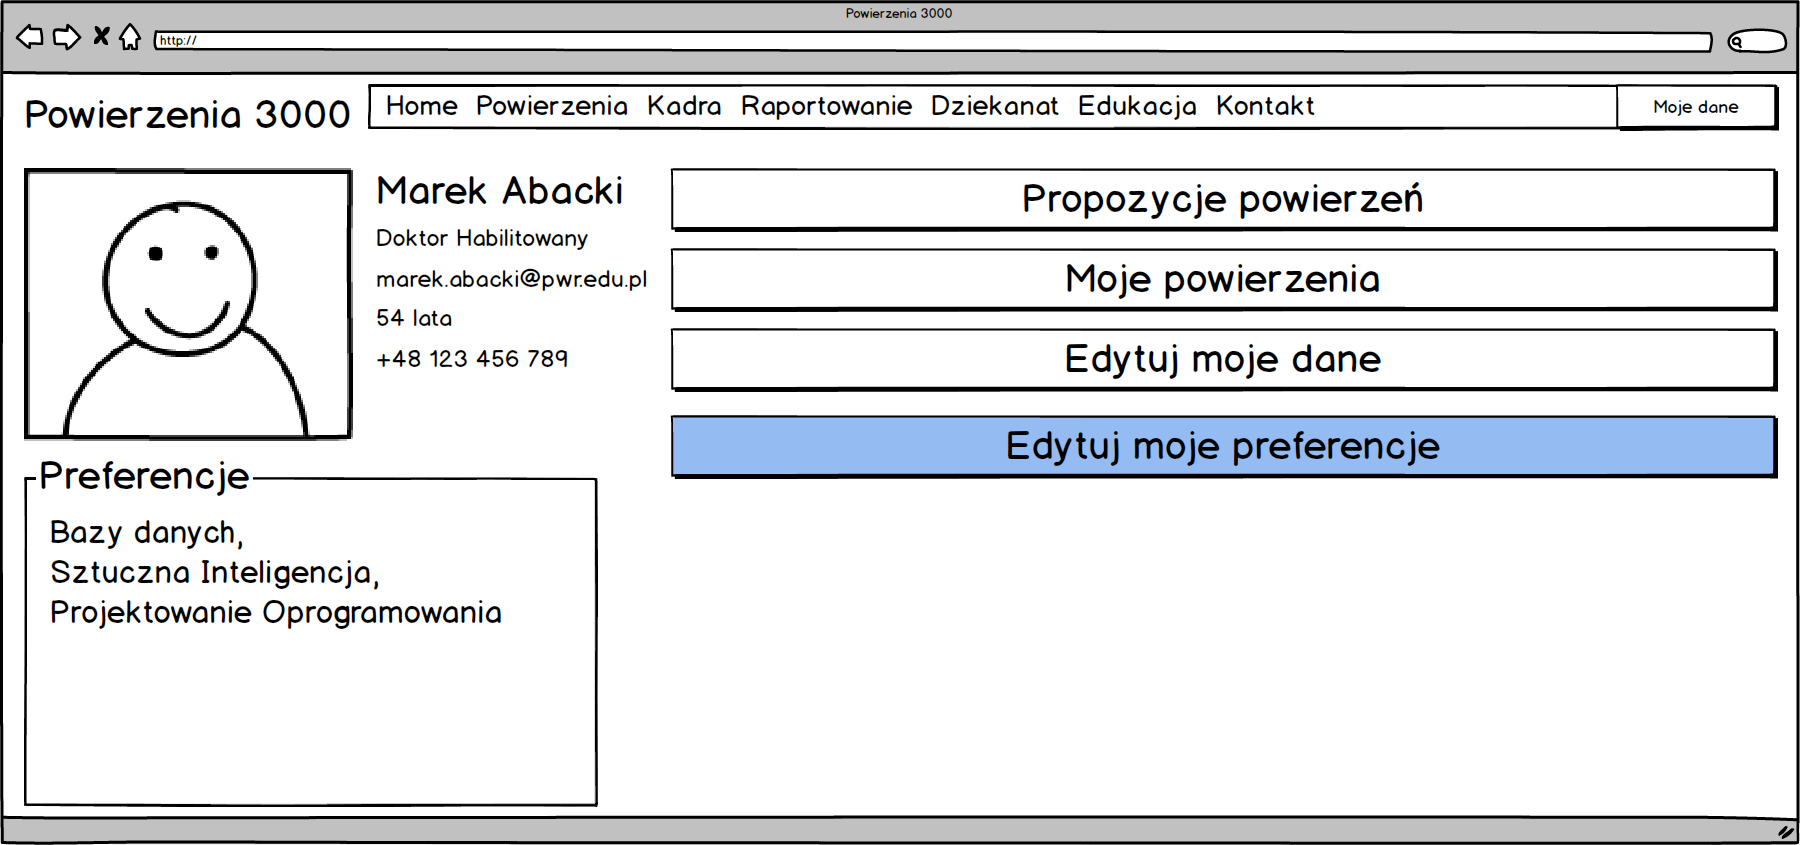 Powierzenia 3000
http://
Powierzenia 3000
Home Powierzenia Kadra Raportowanie Dziekanat Edukacja Kontakt
Moje dane
Marek Abacki
Doktor Habilitowany
marek.abacki@pwr.edu.pl
54 lata
+48 123 456 789
Propozycje powierzeń
Moje powierzenia
Edytuj moje dane
Edytuj moje preferencje
Preferencje
Bazy danych,
Sztuczna Inteligencja,
Projektowanie Oprogramowania